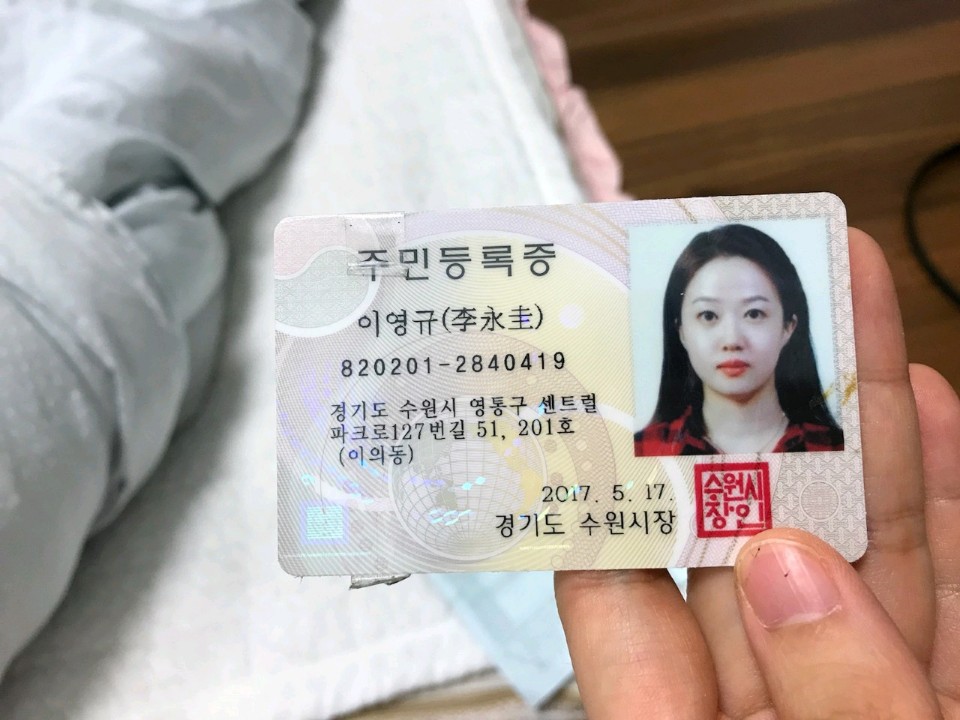 주민등록증
이영규(李永圭)
820201-2840419
경기도 수원시 영통구 센트럴
파크로127번길 51, 201호
(이의동)
2017. 5. 17.
경기도 수원시장
수원시
장인